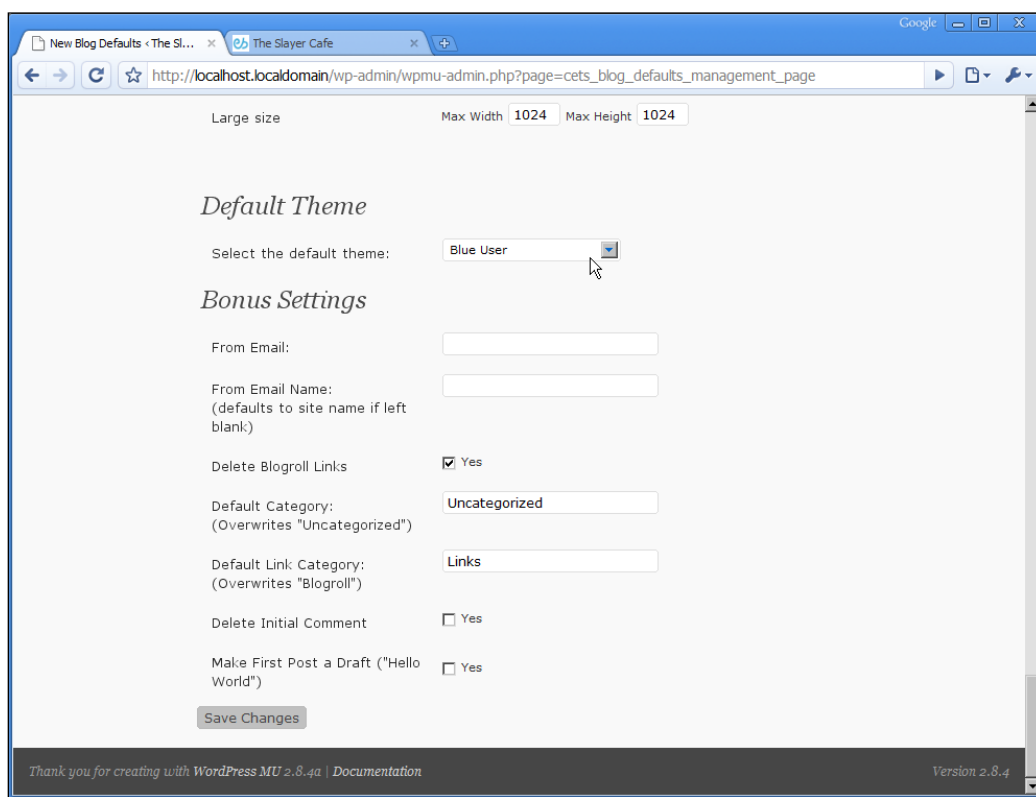 Google
New Blog Defaults ‹ The Sl...
The Slayer Cafe
http://localhost.localdomain/wp-admin/wpmu-admin.php?page=cets_blog_defaults_management_page
Large size Max Width 1024 Max Height 1024
Default Theme
Select the default theme: Blue User
Bonus Settings
From Email:
From Email Name:
(defaults to site name if left
blank)
Delete Blogroll Links Yes
Default Category: Uncategorized
(Overwrites "Uncategorized")
Default Link Category: Links
(Overwrites "Blogroll")
Delete Initial Comment Yes
Make First Post a Draft ("Hello Yes
World")
Save Changes
Thank you for creating with WordPress MU 2.8.4a | Documentation Version 2.8.4